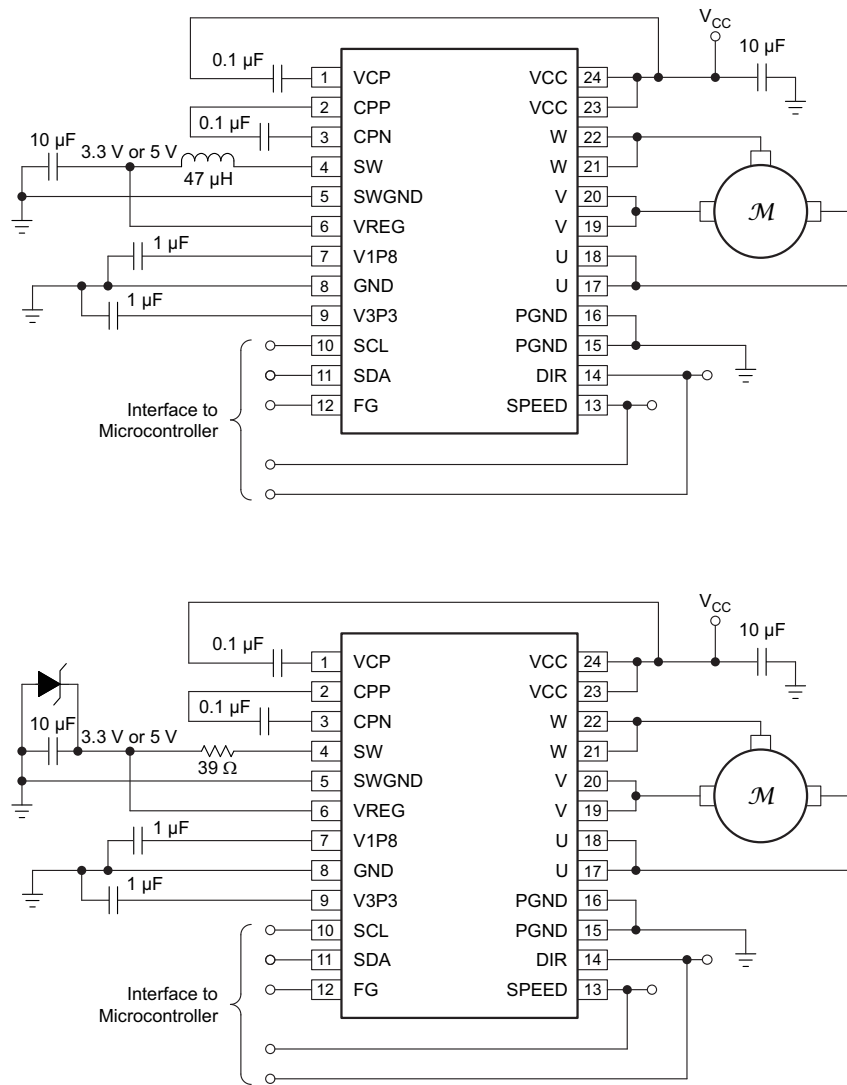 V_CC
0.1 µF
10 µF
1 VCP VCC 24
2 CPP VCC 23
0.1 µF
3 CPN W 22
10 µF
3.3 V or 5 V
4 SW W 21
47 µH
5 SWGND V 20
6 VREG V 19
1 µF
7 V1P8 U 18
8 GND U 17
1 µF
9 V3P3 PGND 16
10 SCL PGND 15
11 SDA DIR 14
12 FG SPEED 13
M
Interface to
Microcontroller
V_CC
0.1 µF
10 µF
1 VCP VCC 24
2 CPP VCC 23
0.1 µF
3 CPN W 22
10 µF
3.3 V or 5 V
4 SW W 21
39 Ω
5 SWGND V 20
6 VREG V 19
1 µF
7 V1P8 U 18
8 GND U 17
1 µF
9 V3P3 PGND 16
10 SCL PGND 15
11 SDA DIR 14
12 FG SPEED 13
M
Interface to
Microcontroller